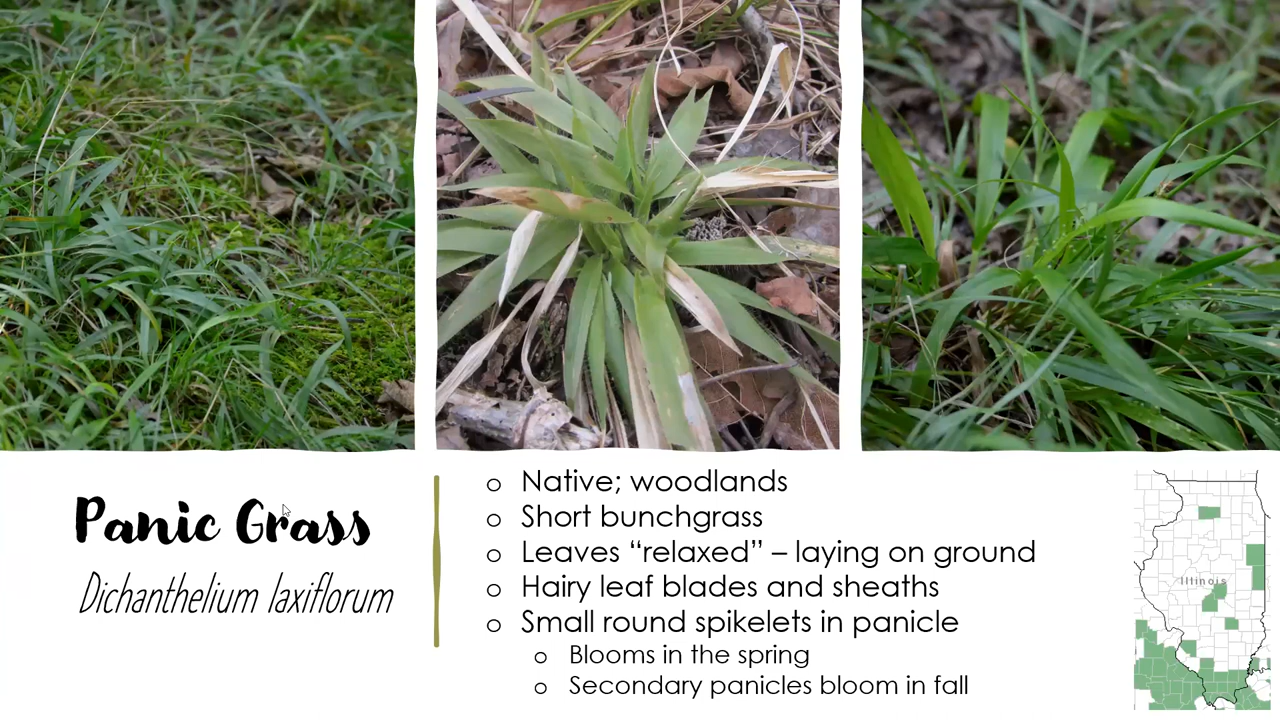 Panic Grass
Dichanthelium laxiflorum
o Native; woodlands
o Short bunchgrass
o Leaves “relaxed” – laying on ground
o Hairy leaf blades and sheaths
o Small round spikelets in panicle
o Blooms in the spring
o Secondary panicles bloom in fall
Illinois